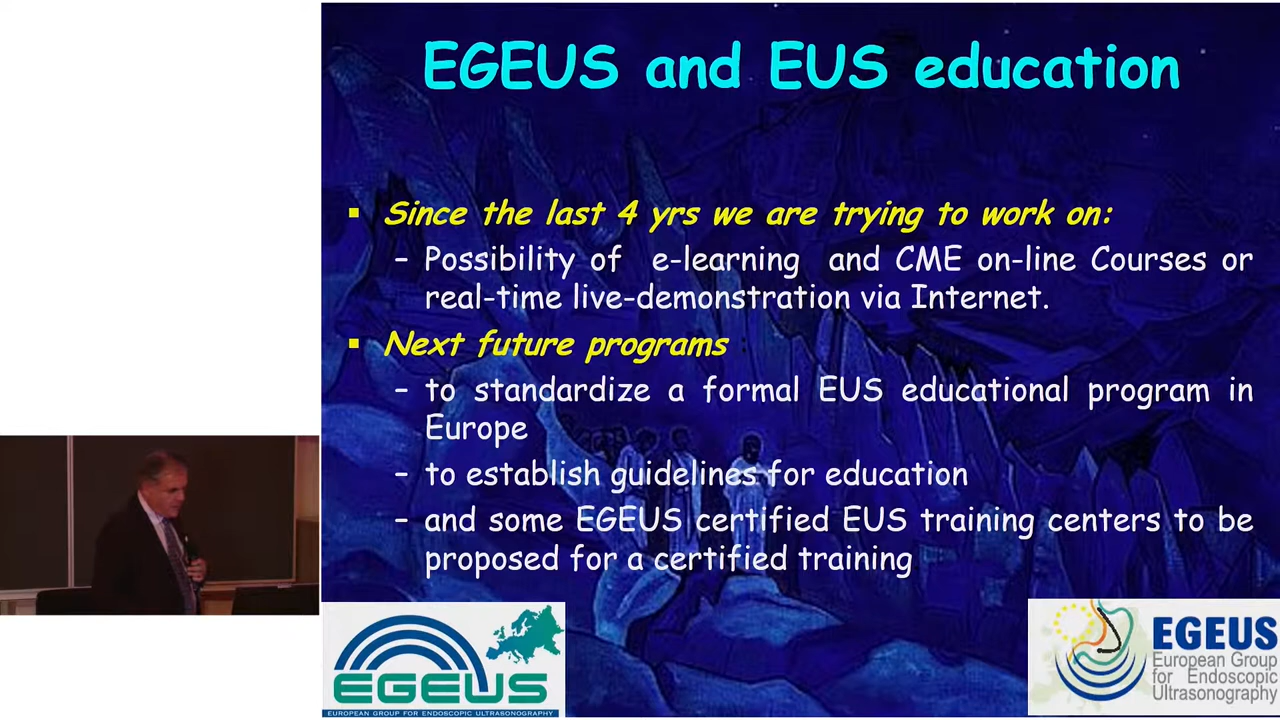 EGEUS and EUS education
▪ Since the last 4 yrs we are trying to work on:
– Possibility of e-learning and CME on-line Courses or
real-time live-demonstration via Internet.
▪ Next future programs
– to standardize a formal EUS educational program in
Europe
– to establish guidelines for education
– and some EGEUS certified EUS training centers to be
proposed for a certified training
EGEUS
EUROPEAN GROUP FOR ENDOSCOPIC ULTRASONOGRAPHY
EGEUS
European Group
for Endoscopic
Ultrasonography